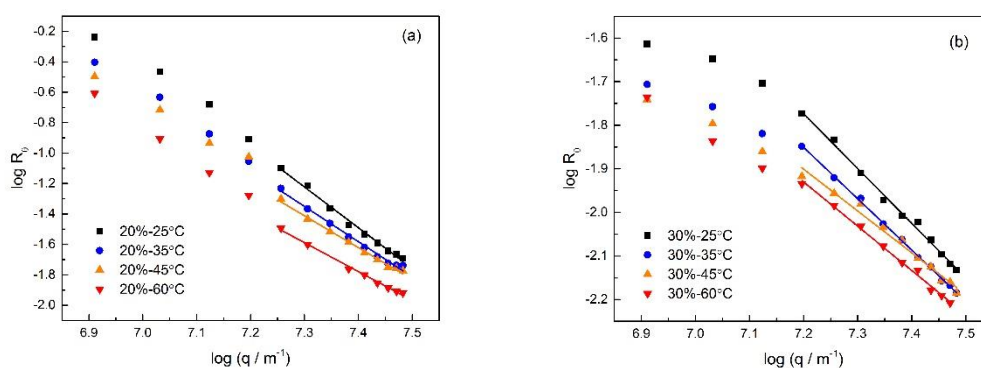 (a)
-0.2
-0.4
-0.6
-0.8
-1.0
-1.2
-1.4
-1.6
-1.8
-2.0
log R₀
20%-25°C
20%-35°C
20%-45°C
20%-60°C
6.9 7.0 7.1 7.2 7.3 7.4 7.5
log (q / m⁻¹)
(b)
-1.6
-1.7
-1.8
-1.9
-2.0
-2.1
-2.2
log R₀
30%-25°C
30%-35°C
30%-45°C
30%-60°C
6.9 7.0 7.1 7.2 7.3 7.4 7.5
log (q / m⁻¹)